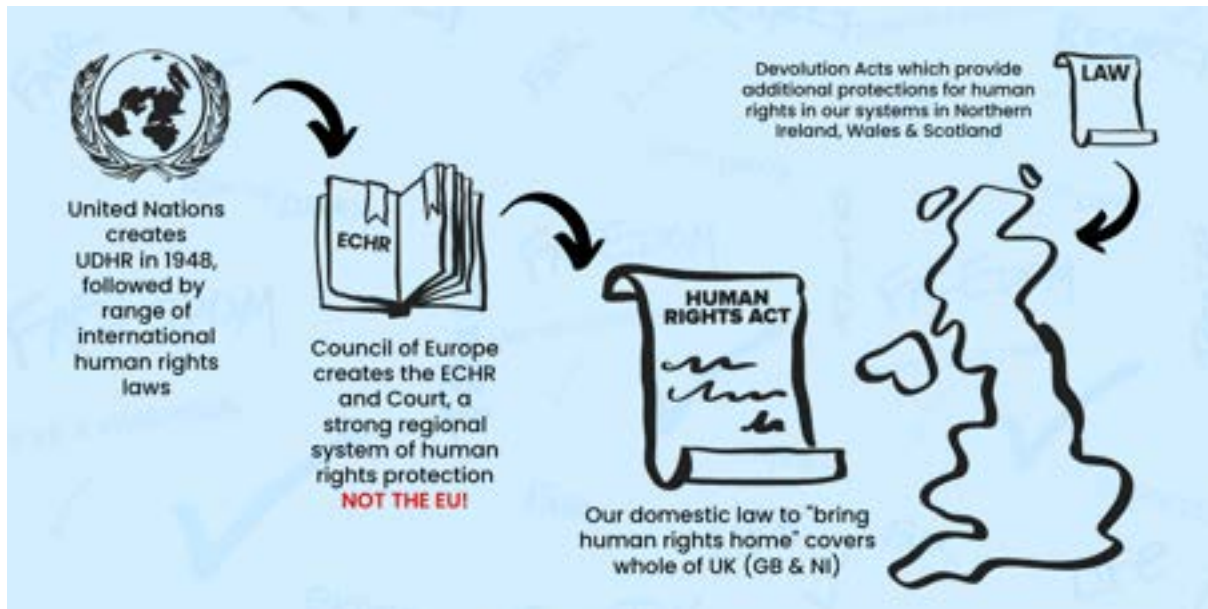 United Nations
creates
UDHR in 1948,
followed by
range of
international
human rights
laws
ECHR
Council of Europe
creates the ECHR
and Court, a
strong regional
system of human
rights protection
NOT THE EU!
HUMAN
RIGHTS ACT
Our domestic law to "bring
human rights home" covers
whole of UK (GB & NI)
Devolution Acts which provide
additional protections for human
rights in our systems in Northern
Ireland, Wales & Scotland
LAW